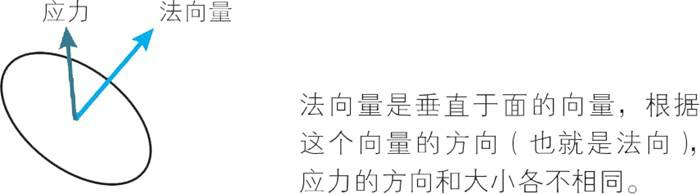 应力 法向量
法向量是垂直于面的向量，根据
这个向量的方向（也就是法向），
应力的方向和大小各不相同。